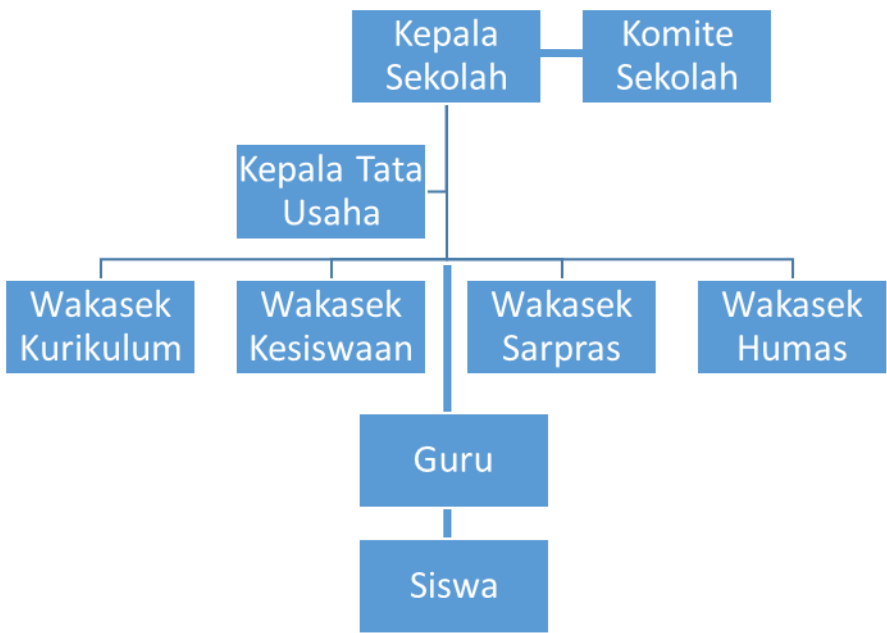 Kepala
Sekolah
Komite
Sekolah
Kepala Tata
Usaha
Wakasek
Kurikulum
Wakasek
Kesiswaan
Wakasek
Sarpras
Wakasek
Humas
Guru
Siswa